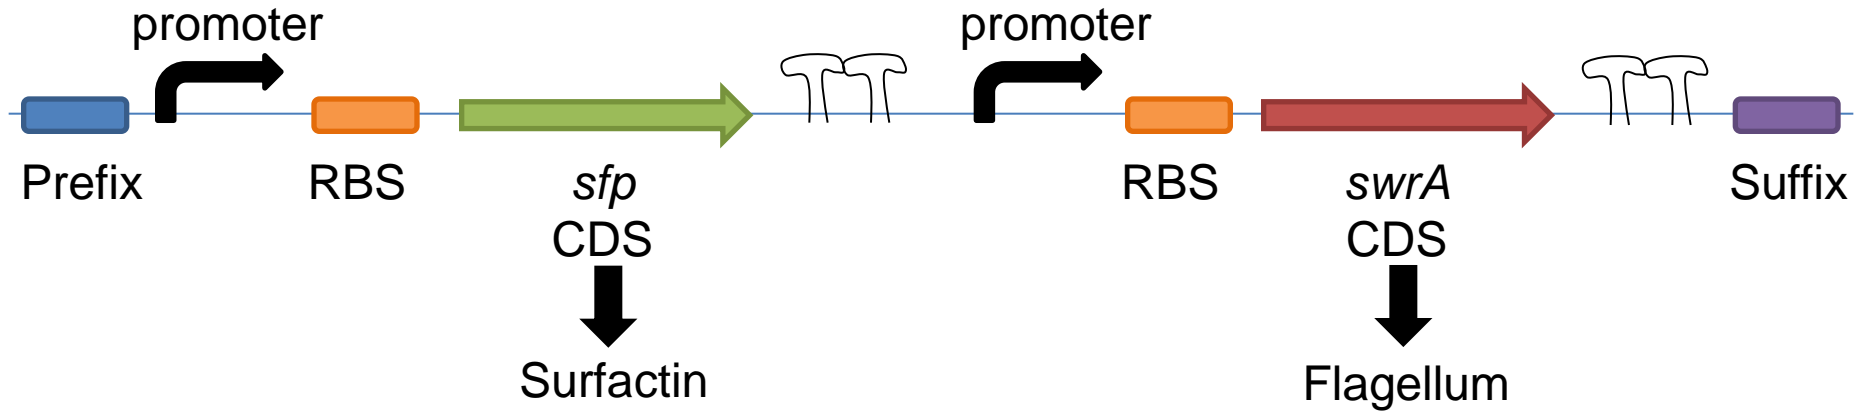 promoter promoter
Prefix RBS sfp RBS swrA Suffix
CDS CDS
Surfactin Flagellum